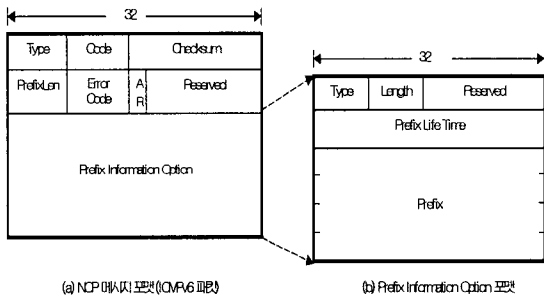 32
Type Code Checksum
PrefixLen Error Code A R Reserved
Prefix Information Option
(a) NCP 메시지 포맷(ICMPv6 패킷)
32
Type Length Reserved
Prefix Life Time
Prefix
(b) Prefix Information Option 포맷